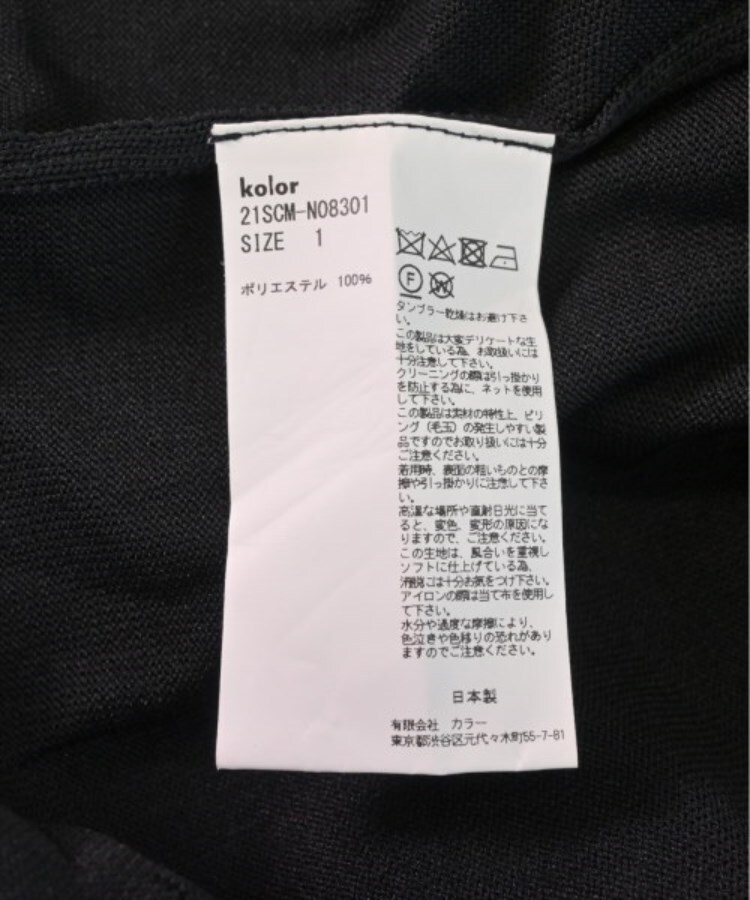 kolor
21SCM-N08301
SIZE 1
ポリエステル 100%
F
W
タンブラー乾燥はお避け下さ
い。
この製品は大変デリケートな生
地をしている為、お取扱いには
十分注意して下さい。
クリーニングの際は引っ掛かり
を防止する為に、ネットを使用
して下さい。
この製品は素材の特性上、ピリ
ング（毛玉）の発生しやすい製
品ですのでお取り扱いには十分
ご注意ください。
着用時、表面の粗いものとの摩
擦や引っ掛かりに注意して下さ
い。
高温な場所や直射日光に当て
ると、変色、変形の原因にな
りますので、ご注意ください。
この生地は、風合いを重視し
ソフトに仕上げている為、
滑脱には十分お気をつけ下さい。
アイロンの際は当て布を使用し
て下さい。
水分や過度な摩擦により、
色泣きや色移りの恐れがあり
ますのでご注意ください。
日本製
有限会社 カラー
東京都渋谷区元代々木町55-7-B1